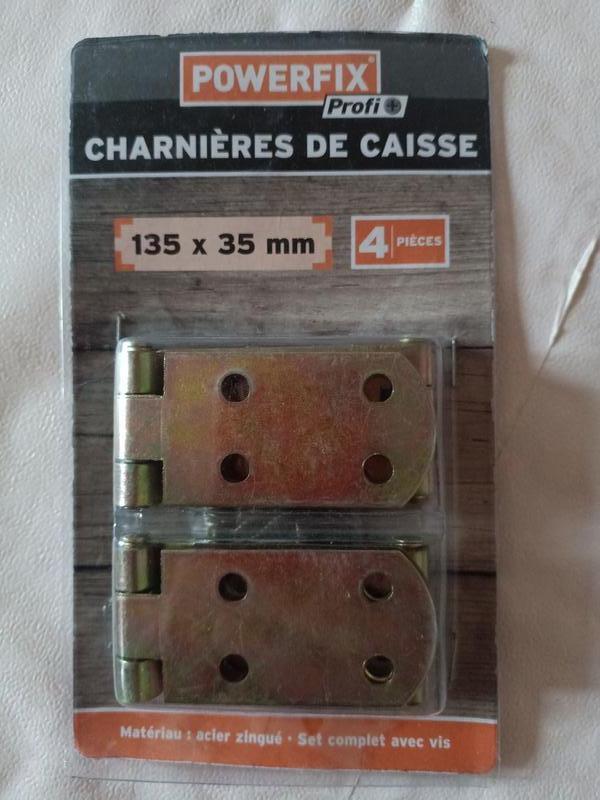 POWERFIX®
Profi+
CHARNIÈRES DE CAISSE
135 x 35 mm
4 PIÈCES
Matériau : acier zingué · Set complet avec vis